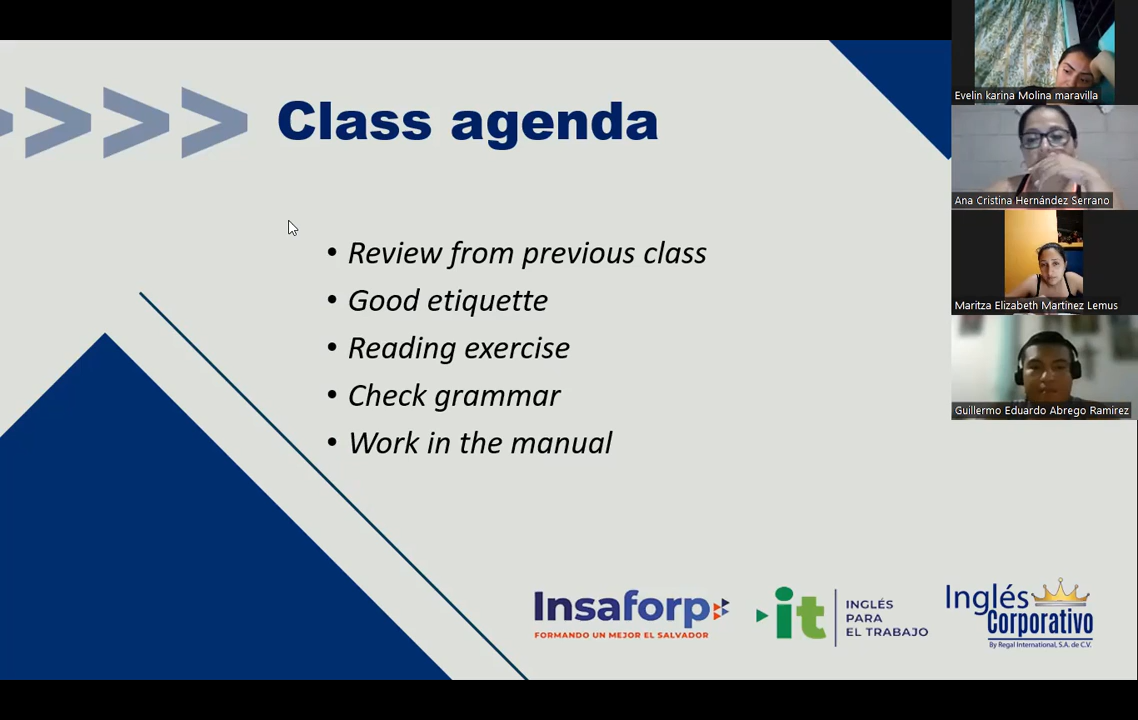 Class agenda
• Review from previous class
• Good etiquette
• Reading exercise
• Check grammar
• Work in the manual
Insaforp
FORMANDO UN MEJOR EL SALVADOR
it
INGLÉS
PARA
EL TRABAJO
Inglés
Corporativo
By Regal International, S.A. de C.V.
Evelin karina Molina maravilla
Ana Cristina Hernández Serrano
Maritza Elizabeth Martínez Lemus
Guillermo Eduardo Abrego Ramirez